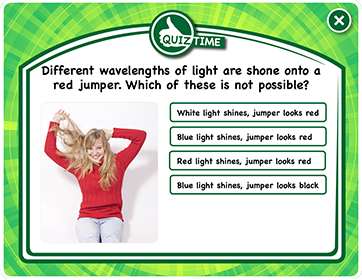 QUIZ TIME
Different wavelengths of light are shone onto a
red jumper. Which of these is not possible?
White light shines, jumper looks red
Blue light shines, jumper looks red
Red light shines, jumper looks red
Blue light shines, jumper looks black